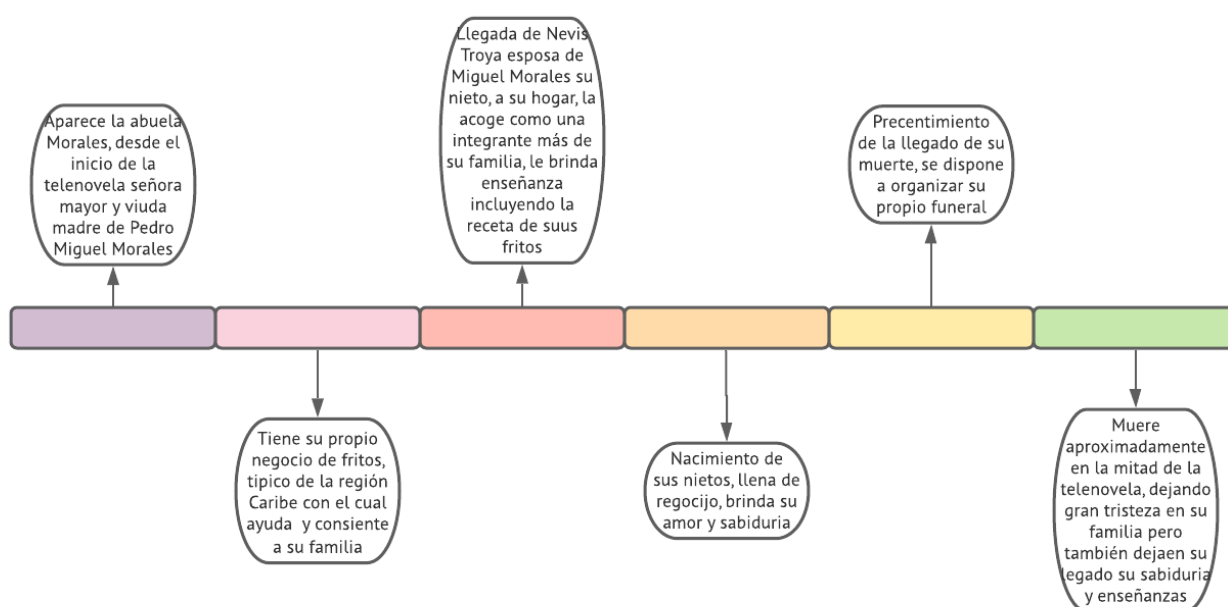 Aparece la abuela
Morales, desde el
inicio de la
telenovela señora
mayor y viuda
madre de Pedro
Miguel Morales
Tiene su propio
negocio de fritos,
tipico de la región
Caribe con el cual
ayuda y consiente
a su familia
Llegada de Nevis
Troya esposa de
Miguel Morales su
nieto, a su hogar, la
acoge como una
integrante más de
su familia, le brinda
enseñanza
incluyendo la
receta de suus
fritos
Nacimiento de
sus nietos, llena de
regocijo, brinda su
amor y sabiduria
Precentimiento
de la llegado de su
muerte, se dispone
a organizar su
propio funeral
Muere
aproximadamente
en la mitad de la
telenovela, dejando
gran tristeza en su
familia pero
también dejaen su
legado su sabiduria
y enseñanzas